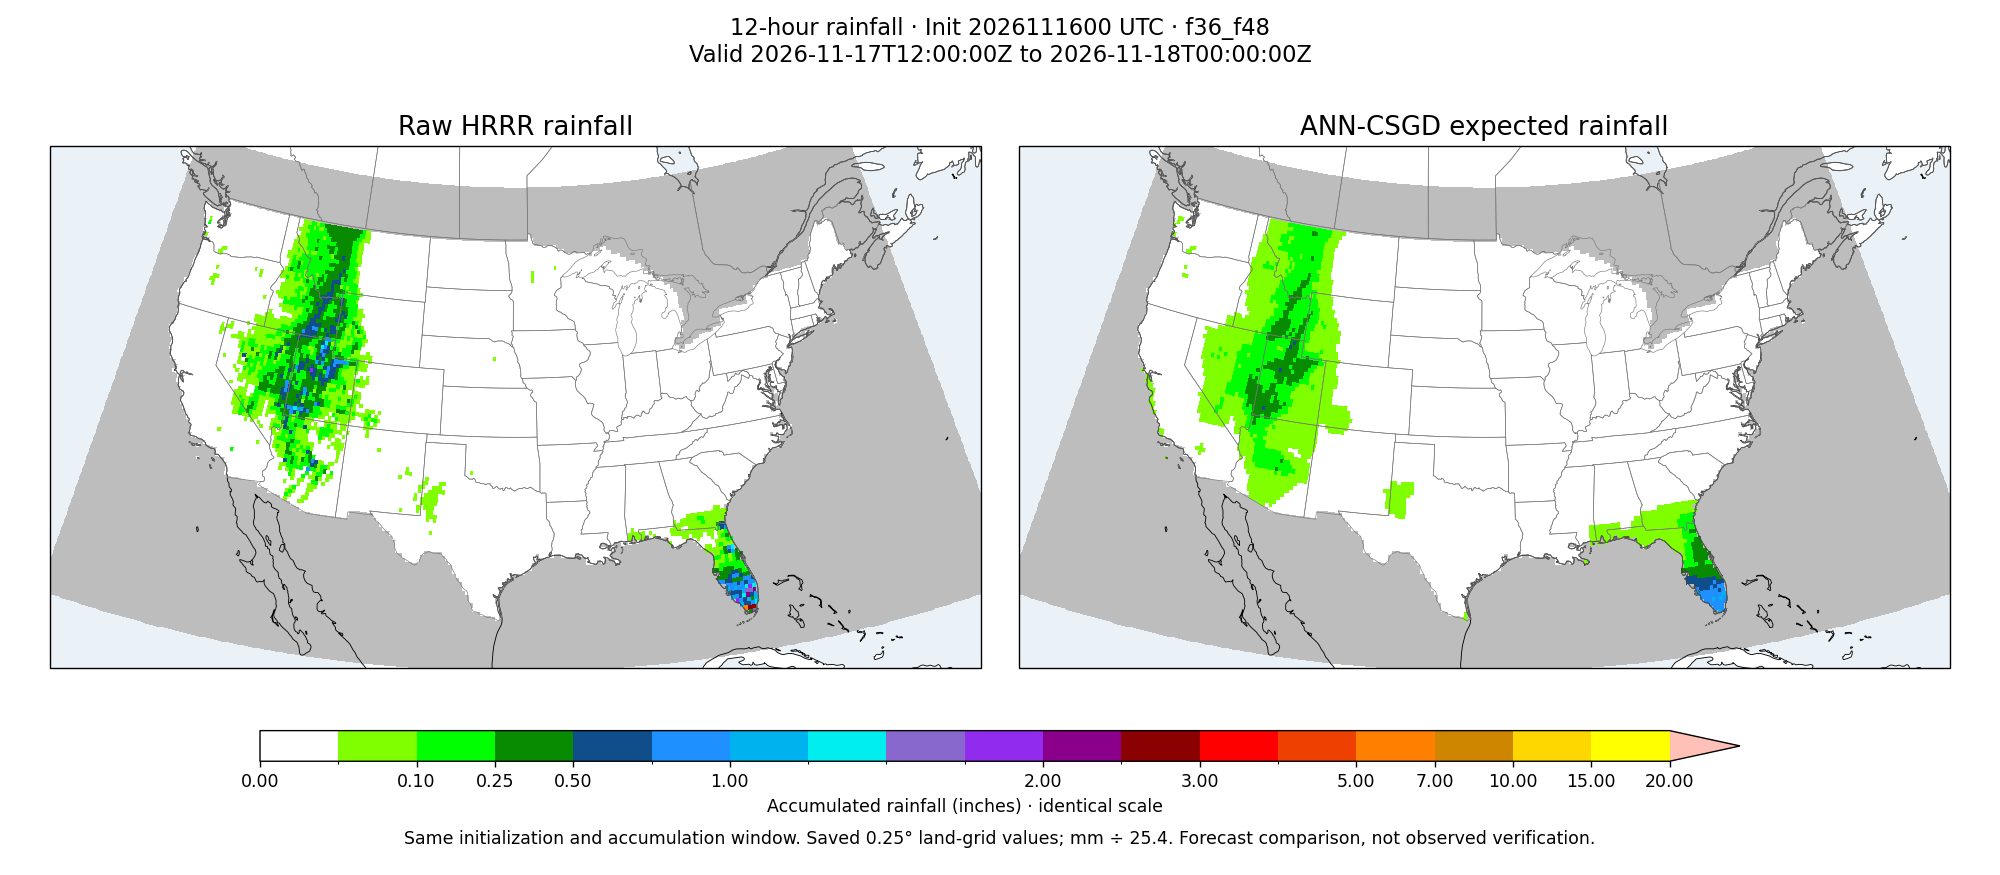 12-hour rainfall · Init 2026111600 UTC · f36_f48
Valid 2026-11-17T12:00:00Z to 2026-11-18T00:00:00Z
Raw HRRR rainfall
ANN-CSGD expected rainfall
0.00 0.10 0.25 0.50 1.00 2.00 3.00 5.00 7.00 10.00 15.00 20.00
Accumulated rainfall (inches) · identical scale
Same initialization and accumulation window. Saved 0.25° land-grid values; mm ÷ 25.4. Forecast comparison, not observed verification.